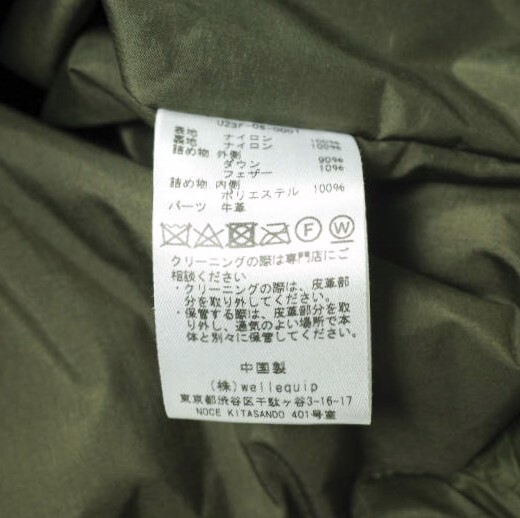 U23F-06-0001
表地 ナイロン 100%
裏地 ナイロン 100%
詰め物 外側
ダウン 90%
フェザー 10%
詰め物 内側
ポリエステル 100%
パーツ 牛革
F W
クリーニングの際は専門店にご
相談ください
・クリーニングの際は、皮革部
分を取り外してください。
・保管する際は、皮革部分を取
り外し、通気のよい場所で本
体と別々に保管してください。
中国製
(株)wellequip
東京都渋谷区千駄ヶ谷3-16-17
NOCE KITASANDO 401号室